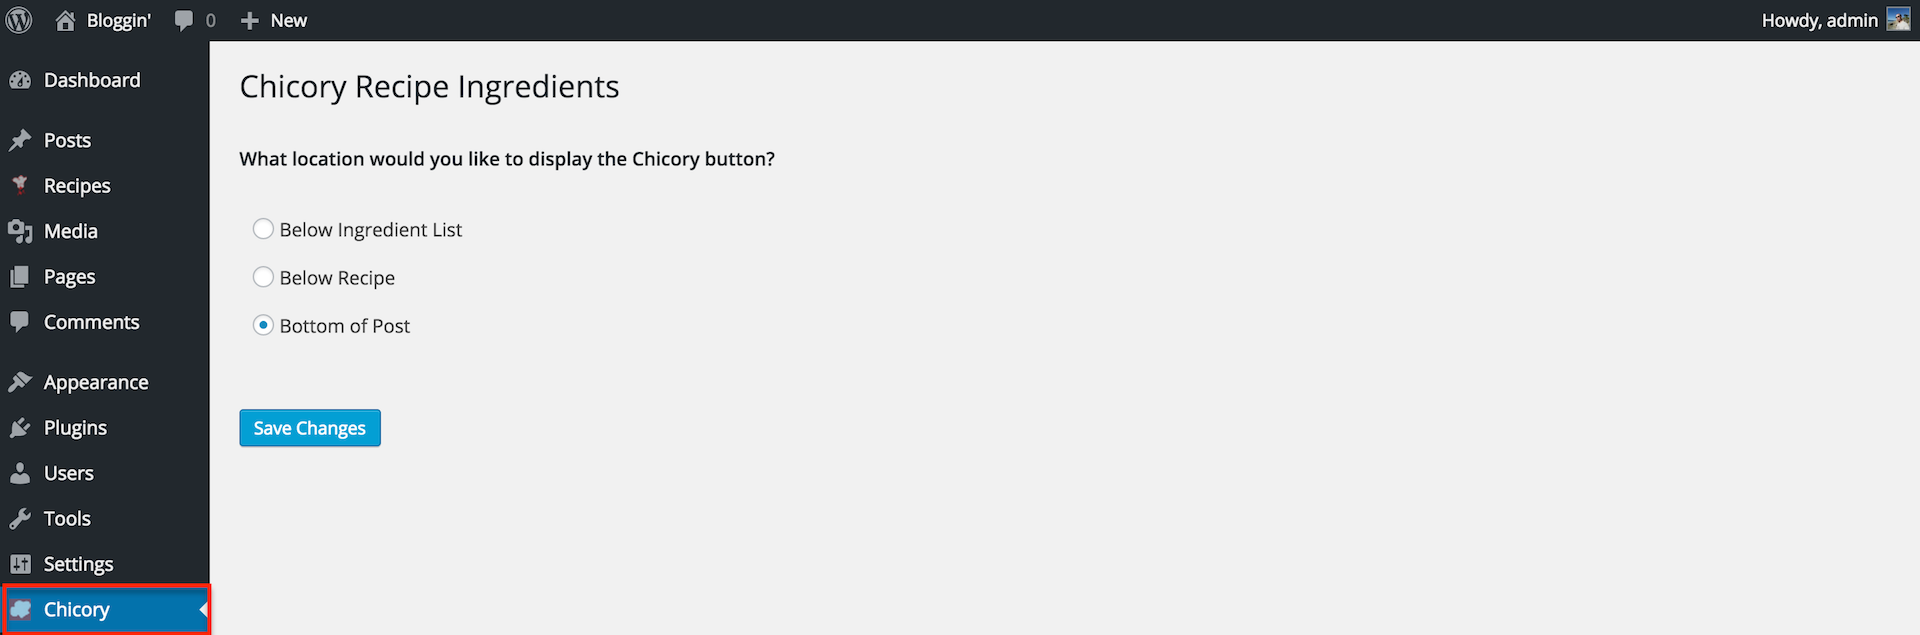 Bloggin' 0 New Howdy, admin
Dashboard
Posts
Recipes
Media
Pages
Comments
Appearance
Plugins
Users
Tools
Settings
Chicory
Chicory Recipe Ingredients
What location would you like to display the Chicory button?
Below Ingredient List
Below Recipe
Bottom of Post
Save Changes